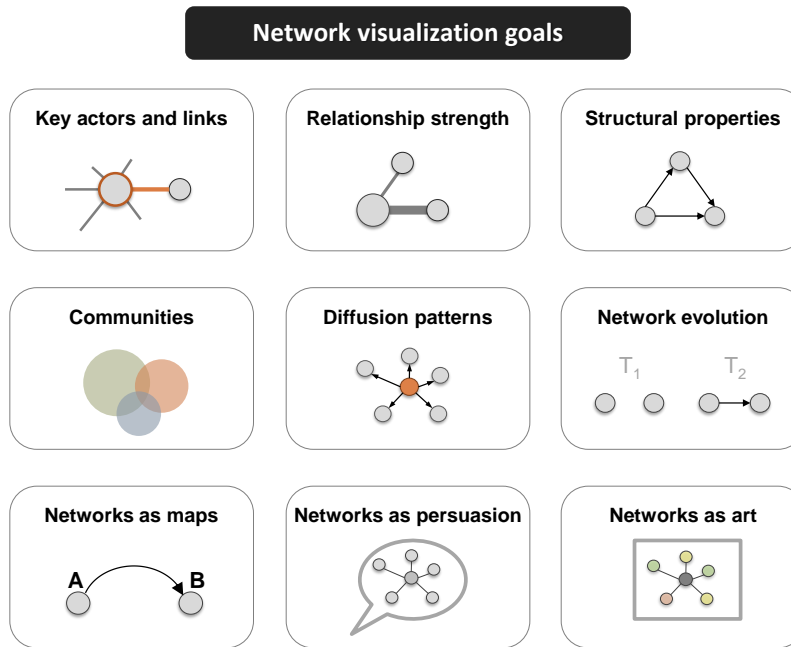 Network visualization goals
Key actors and links
Relationship strength
Structural properties
Communities
Diffusion patterns
Network evolution
T₁
T₂
Networks as maps
A
B
Networks as persuasion
Networks as art